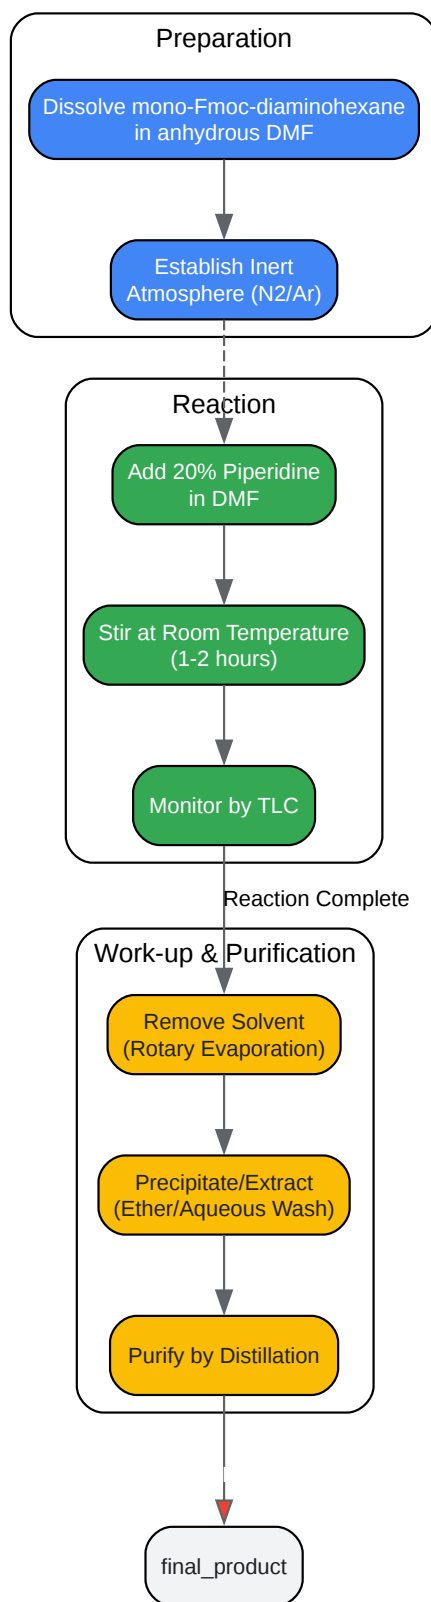 Preparation
Dissolve mono-Fmoc-diaminohexane
in anhydrous DMF
Establish Inert
Atmosphere (N2/Ar)
Reaction
Add 20% Piperidine
in DMF
Stir at Room Temperature
(1-2 hours)
Monitor by TLC
Reaction Complete
Work-up & Purification
Remove Solvent
(Rotary Evaporation)
Precipitate/Extract
(Ether/Aqueous Wash)
Purify by Distillation
final_product